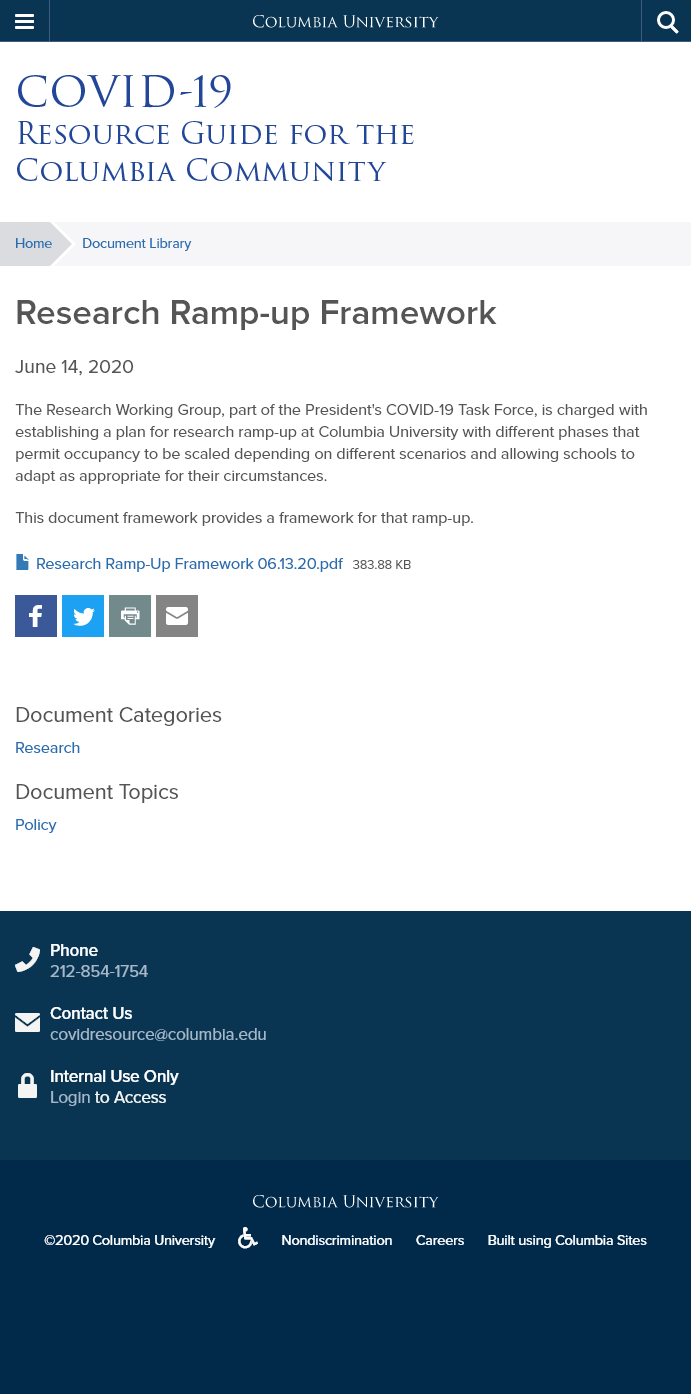 Columbia University
COVID-19
Resource Guide for the
Columbia Community
Home Document Library
Research Ramp-up Framework
June 14, 2020
The Research Working Group, part of the President's COVID-19 Task Force, is charged with
establishing a plan for research ramp-up at Columbia University with different phases that
permit occupancy to be scaled depending on different scenarios and allowing schools to
adapt as appropriate for their circumstances.
This document framework provides a framework for that ramp-up.
Research Ramp-Up Framework 06.13.20.pdf 383.88 KB
Document Categories
Research
Document Topics
Policy
Phone
212-854-1754
Contact Us
covidresource@columbia.edu
Internal Use Only
Login to Access
Columbia University
©2020 Columbia University Nondiscrimination Careers Built using Columbia Sites